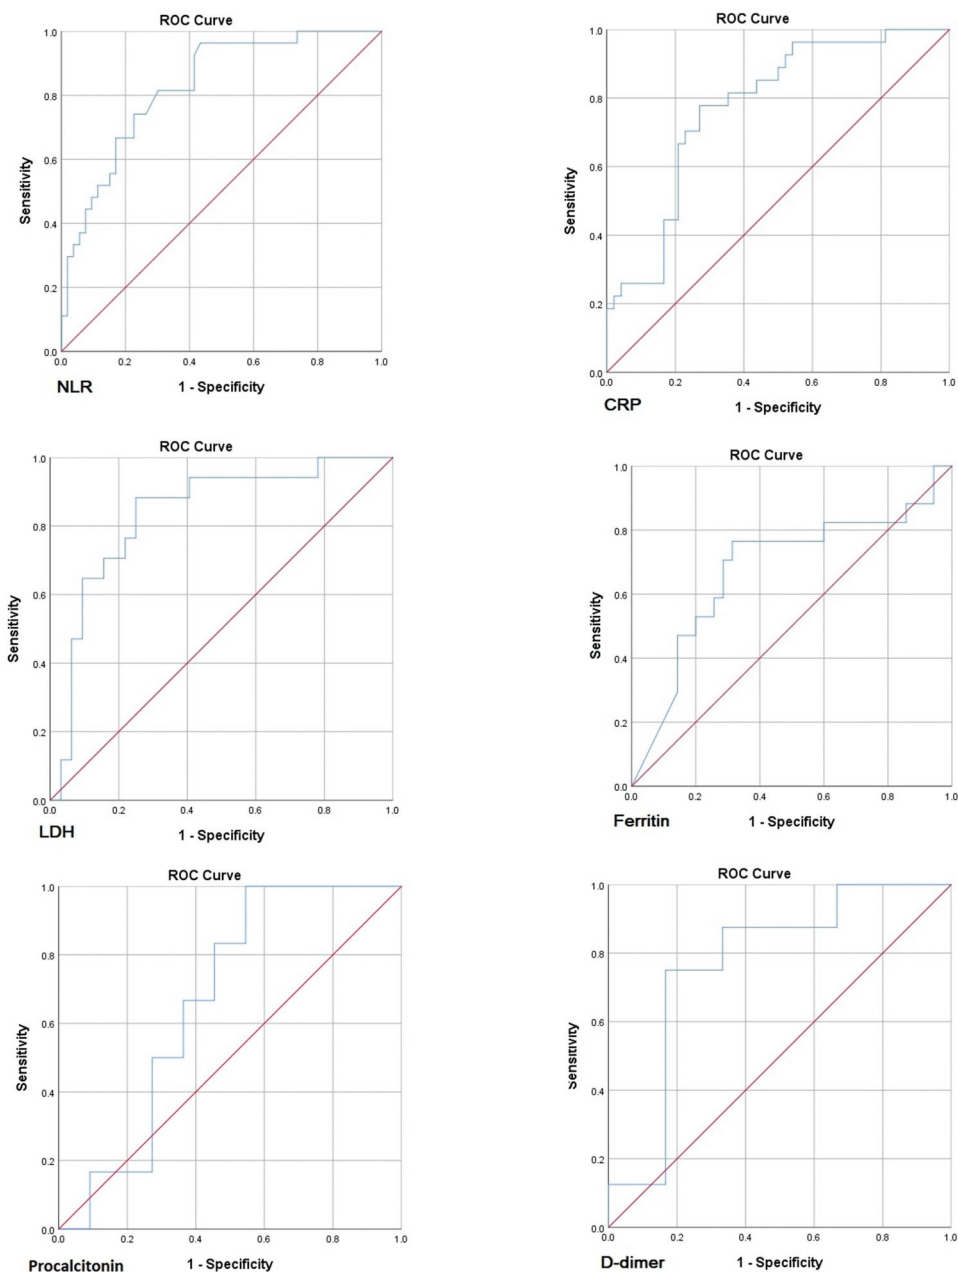 ROC Curve
1.0
0.8
0.6
0.4
0.2
0.0
Sensitivity
0.0 0.2 0.4 0.6 0.8 1.0
NLR 1 - Specificity
ROC Curve
1.0
0.8
0.6
0.4
0.2
0.0
Sensitivity
0.0 0.2 0.4 0.6 0.8 1.0
CRP 1 - Specificity
ROC Curve
1.0
0.8
0.6
0.4
0.2
0.0
Sensitivity
0.0 0.2 0.4 0.6 0.8 1.0
LDH 1 - Specificity
ROC Curve
1.0
0.8
0.6
0.4
0.2
0.0
Sensitivity
0.0 0.2 0.4 0.6 0.8 1.0
Ferritin 1 - Specificity
ROC Curve
1.0
0.8
0.6
0.4
0.2
0.0
Sensitivity
0.0 0.2 0.4 0.6 0.8 1.0
Procalcitonin 1 - Specificity
ROC Curve
1.0
0.8
0.6
0.4
0.2
0.0
Sensitivity
0.0 0.2 0.4 0.6 0.8 1.0
D-dimer 1 - Specificity